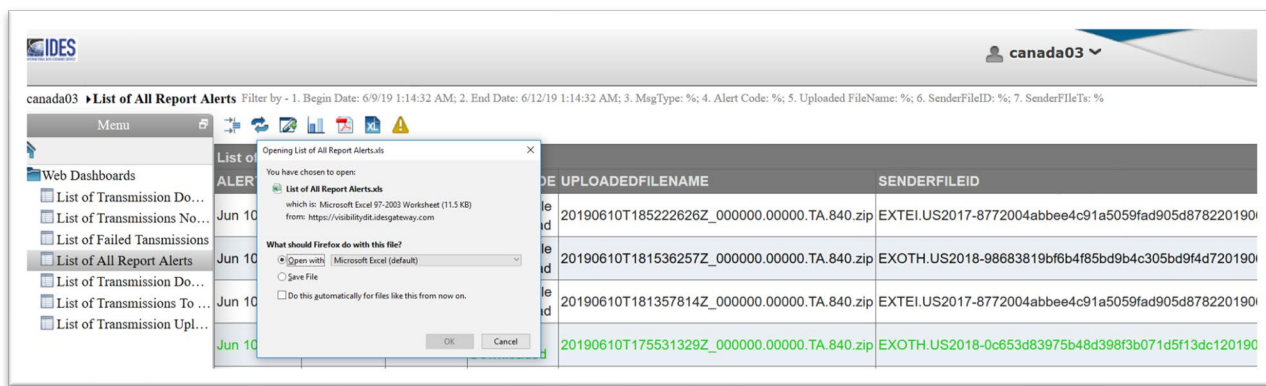 IDES
canada03
canada03 List of All Report Alerts Filter by - 1. Begin Date: 6/9/19 1:14:32 AM; 2. End Date: 6/12/19 1:14:32 AM; 3. MsgType: %; 4. Alert Code: %; 5. Uploaded FileName: %; 6. SenderFileID: %; 7. SenderFIleTs: %
Menu
Web Dashboards
List of Transmission Do...
List of Transmissions No...
List of Failed Tansmissions
List of All Report Alerts
List of Transmission Do...
List of Transmissions To ...
List of Transmission Upl...
List of
ALER DE UPLOADEDFILENAME SENDERFILEID
Jun 10 20190610T185222626Z_000000.00000.TA.840.zip EXTEI.US2017-8772004abbee4c91a5059fad905d878220190
Jun 10 20190610T181536257Z_000000.00000.TA.840.zip EXOTH.US2018-98683819bf6b4f85bd9b4c305bd9f4d720190
Jun 10 20190610T181357814Z_000000.00000.TA.840.zip EXTEI.US2017-8772004abbee4c91a5059fad905d878220190
Jun 10 20190610T175531329Z_000000.00000.TA.840.zip EXOTH.US2018-0c653d83975b48d398f3b071d5f13dc120190
Opening List of All Report Alerts.xls
You have chosen to open:
List of All Report Alerts.xls
which is: Microsoft Excel 97-2003 Worksheet (11.5 KB)
from: https://visibilitydit.idesgateway.com
What should Firefox do with this file?
Open with Microsoft Excel (default)
Save File
Do this automatically for files like this from now on.
OK Cancel